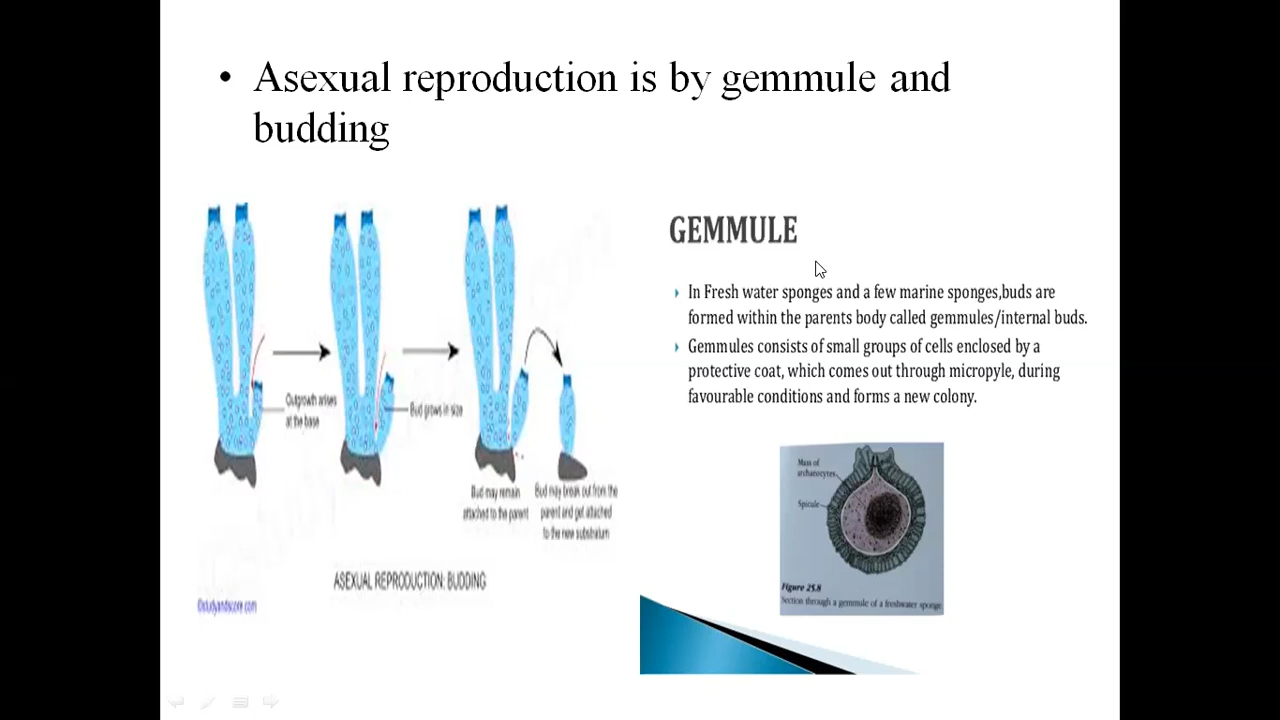 • Asexual reproduction is by gemmule and
budding
Outgrowth arises
at the base
Bud grows in size
Bud may remain
attached to the parent
Bud may break out from the
parent and get attached
to the new substratum
ASEXUAL REPRODUCTION: BUDDING
©studyandscore.com
GEMMULE
In Fresh water sponges and a few marine sponges,buds are
formed within the parents body called gemmules/internal buds.
Gemmules consists of small groups of cells enclosed by a
protective coat, which comes out through micropyle, during
favourable conditions and forms a new colony.
Mass of
archaeocytes
Spicule
Figure 25.8
Section through a gemmule of a freshwater sponge